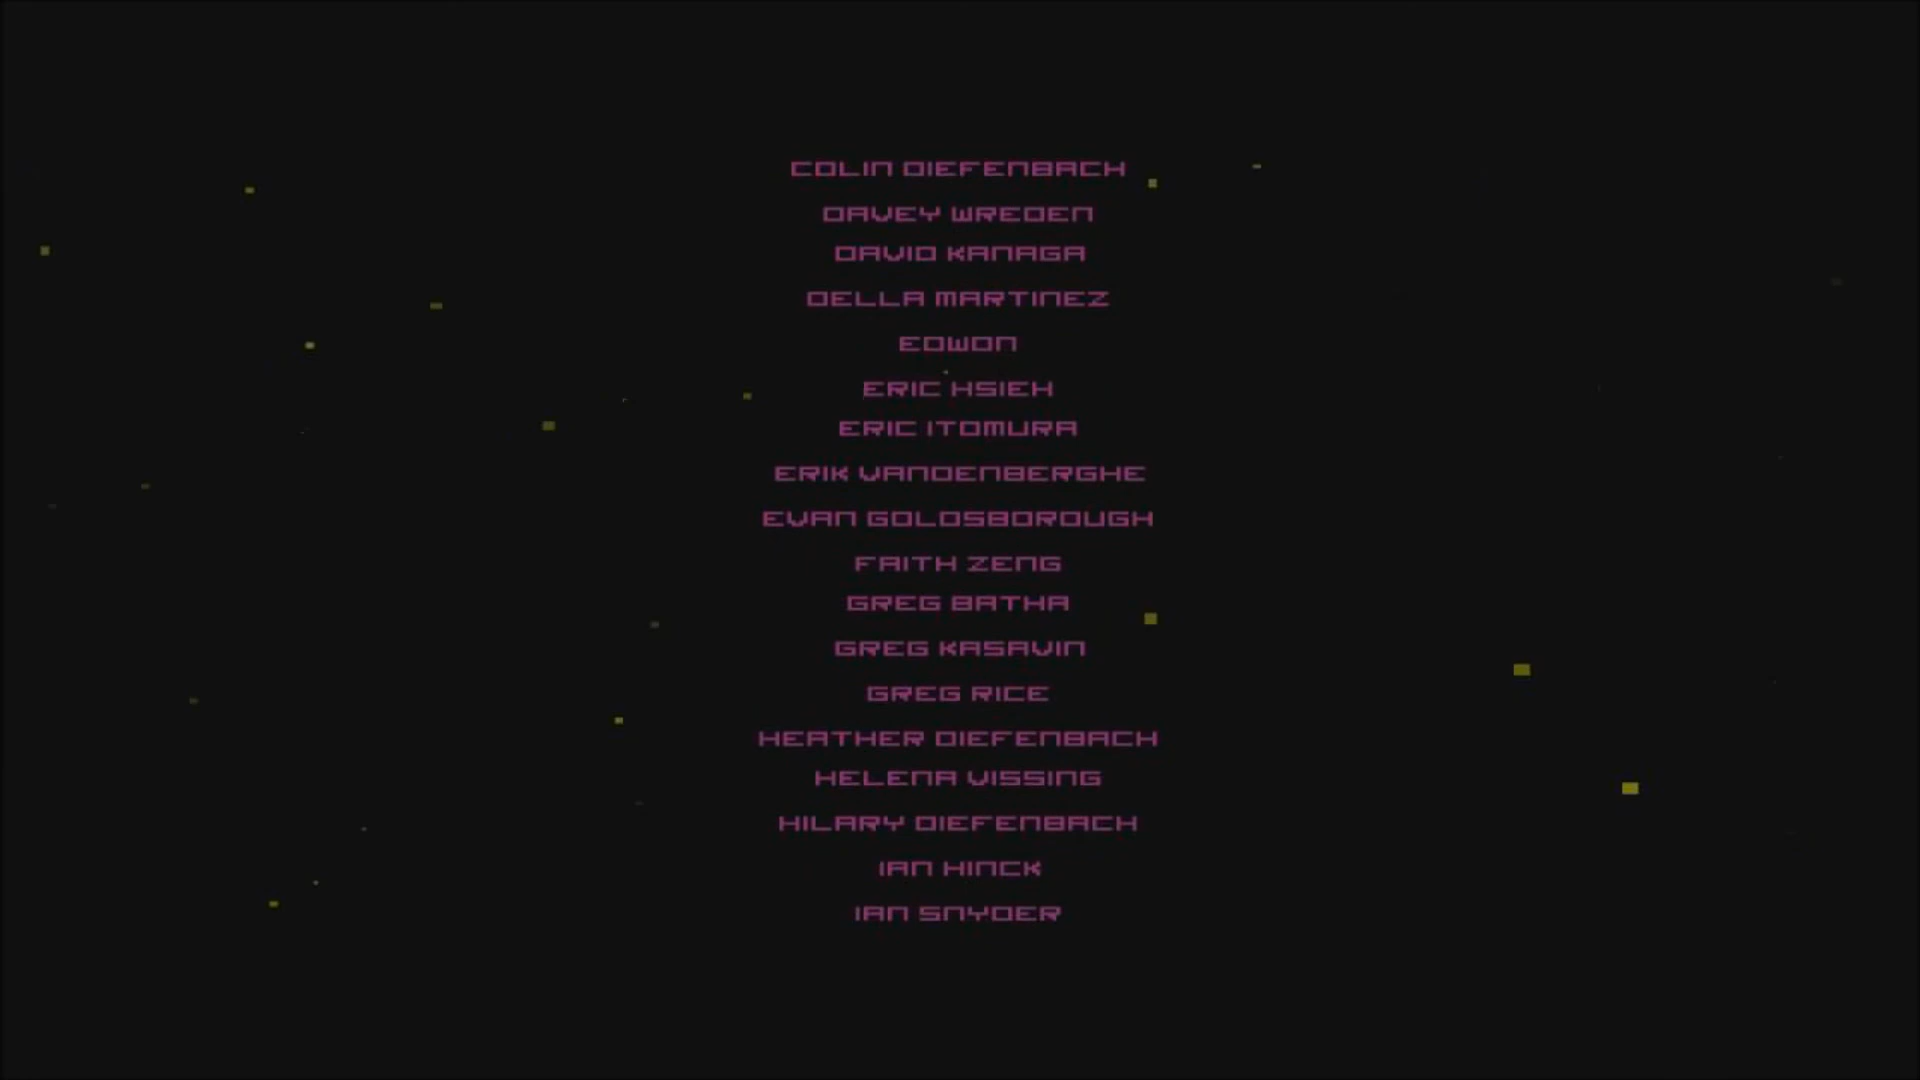 COLIN DIEFENBACH
DAVEY WREDEN
DAVID KANAGA
DELLA MARTINEZ
EDWON
ERIC HSIEH
ERIC ITOMURA
ERIK VANDENBERGHE
EVAN GOLDSBOROUGH
FAITH ZENG
GREG BATHA
GREG KASAVIN
GREG RICE
HEATHER DIEFENBACH
HELENA VISSING
HILARY DIEFENBACH
IAN HINCK
IAN SNYDER